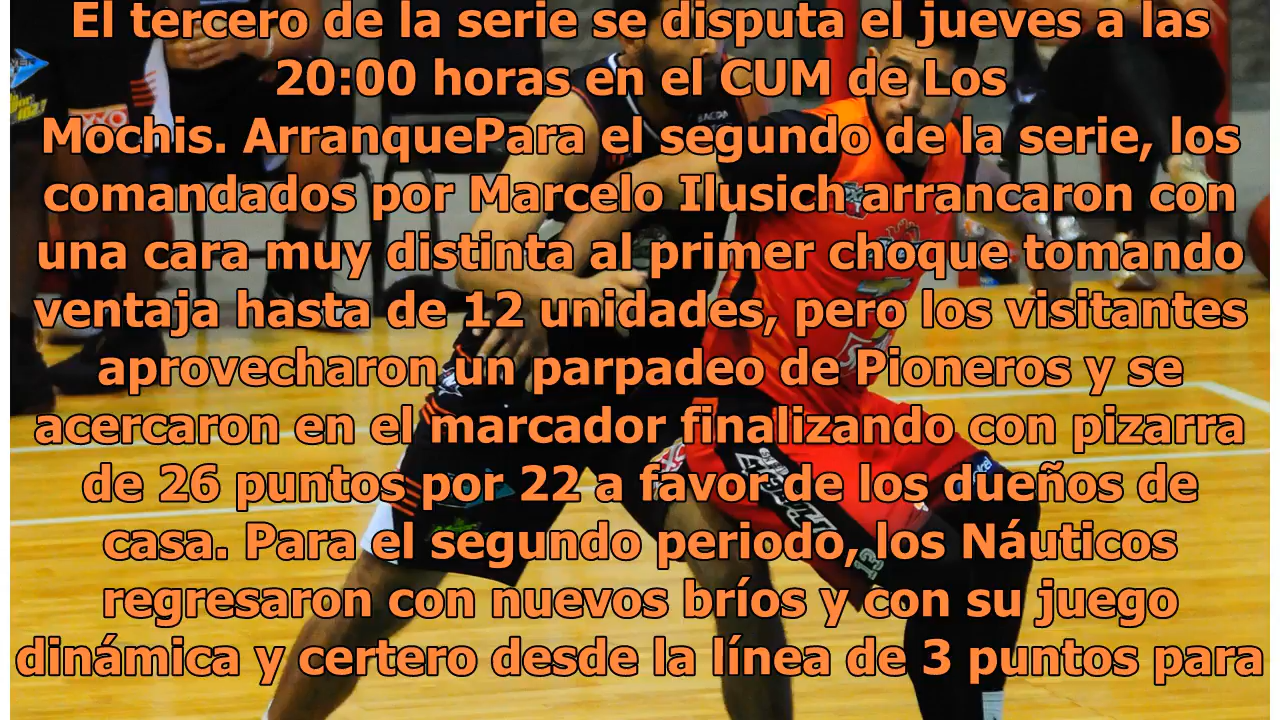 El tercero de la serie se disputa el jueves a las
20:00 horas en el CUM de Los
Mochis. ArranquePara el segundo de la serie, los
comandados por Marcelo Ilusich arrancaron con
una cara muy distinta al primer choque tomando
ventaja hasta de 12 unidades, pero los visitantes
aprovecharon un parpadeo de Pioneros y se
acercaron en el marcador finalizando con pizarra
de 26 puntos por 22 a favor de los dueños de
casa. Para el segundo periodo, los Náuticos
regresaron con nuevos bríos y con su juego
dinámica y certero desde la línea de 3 puntos para
13